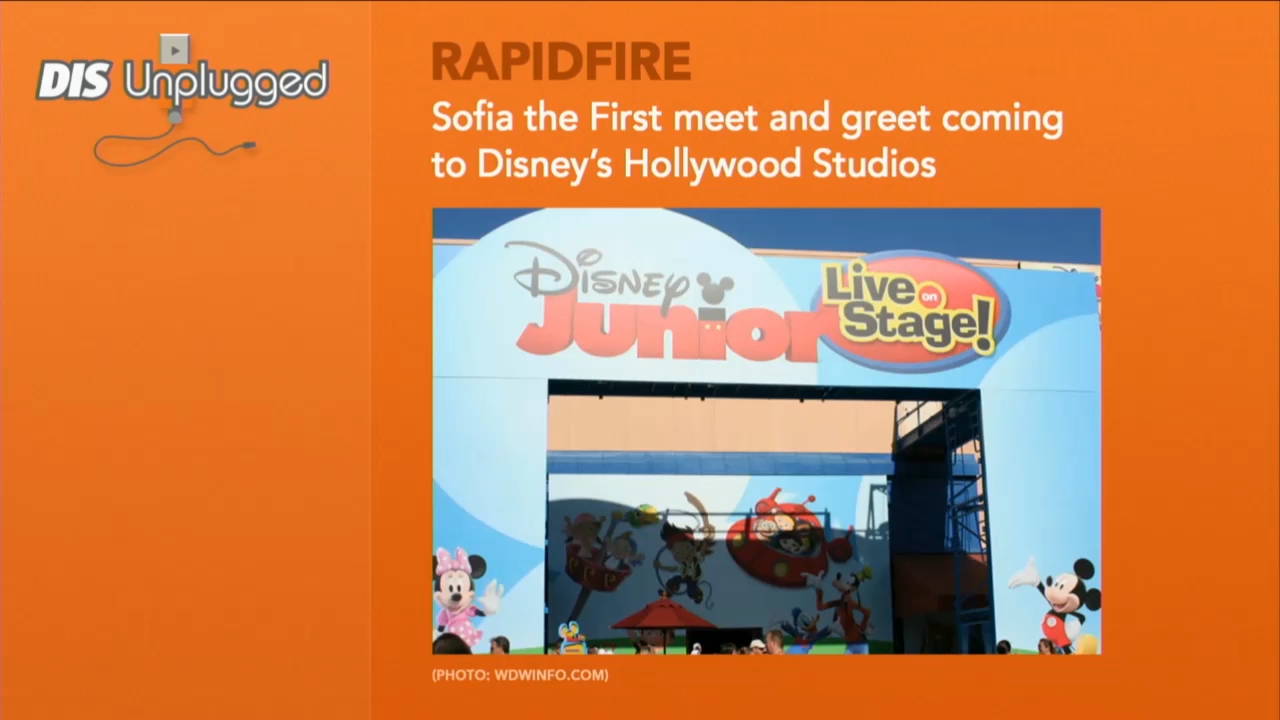 DIS Unplugged
RAPIDFIRE
Sofia the First meet and greet coming
to Disney's Hollywood Studios
Disney
Junior
Live on
Stage!
(PHOTO: WDWINFO.COM)